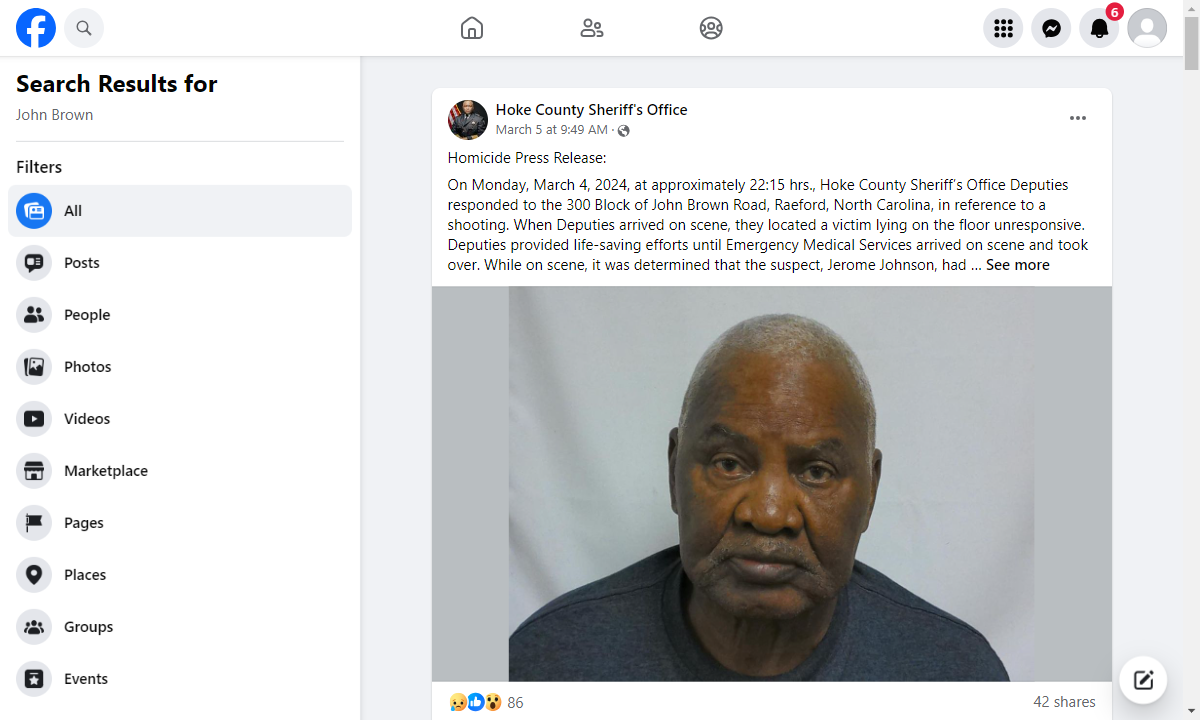 6
Search Results for
John Brown
Filters
All
Posts
People
Photos
Videos
Marketplace
Pages
Places
Groups
Events
Hoke County Sheriff's Office
March 5 at 9:49 AM ·
Homicide Press Release:
On Monday, March 4, 2024, at approximately 22:15 hrs., Hoke County Sheriff's Office Deputies
responded to the 300 Block of John Brown Road, Raeford, North Carolina, in reference to a
shooting. When Deputies arrived on scene, they located a victim lying on the floor unresponsive.
Deputies provided life-saving efforts until Emergency Medical Services arrived on scene and took
over. While on scene, it was determined that the suspect, Jerome Johnson, had ... See more
86
42 shares